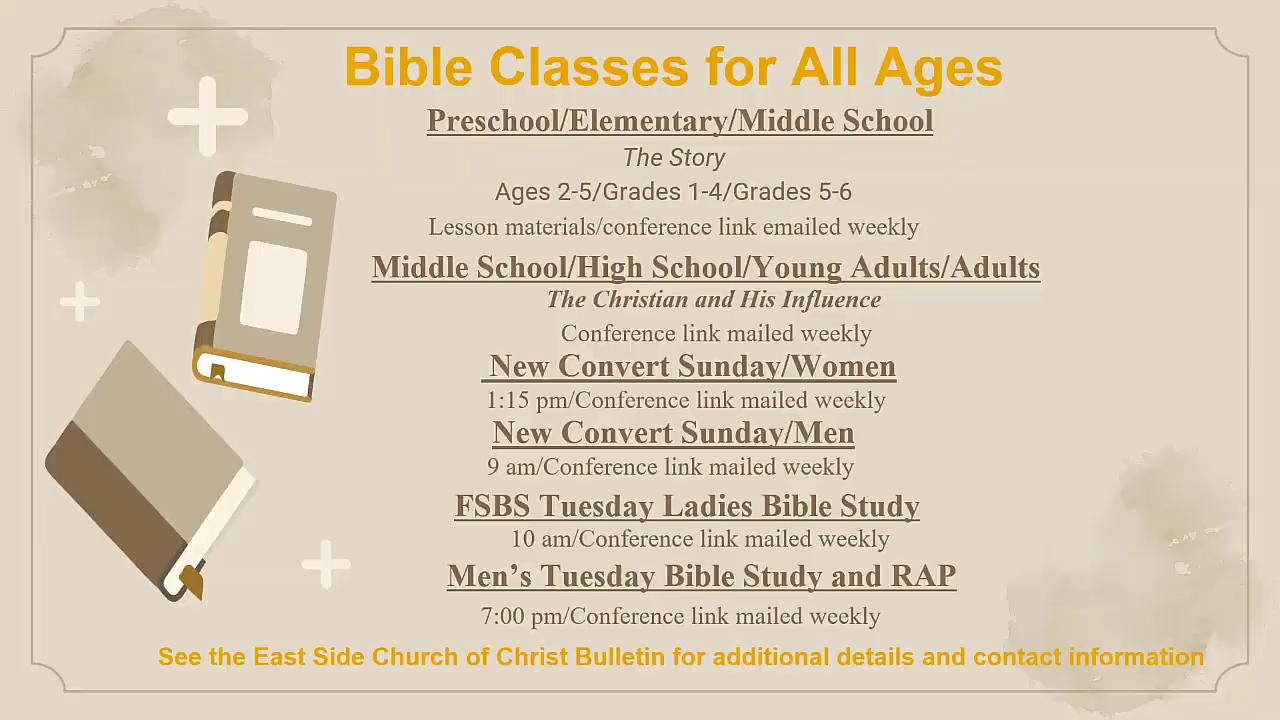 Bible Classes for All Ages
Preschool/Elementary/Middle School
The Story
Ages 2-5/Grades 1-4/Grades 5-6
Lesson materials/conference link emailed weekly
Middle School/High School/Young Adults/Adults
The Christian and His Influence
Conference link mailed weekly
New Convert Sunday/Women
1:15 pm/Conference link mailed weekly
New Convert Sunday/Men
9 am/Conference link mailed weekly
FSBS Tuesday Ladies Bible Study
10 am/Conference link mailed weekly
Men’s Tuesday Bible Study and RAP
7:00 pm/Conference link mailed weekly
See the East Side Church of Christ Bulletin for additional details and contact information